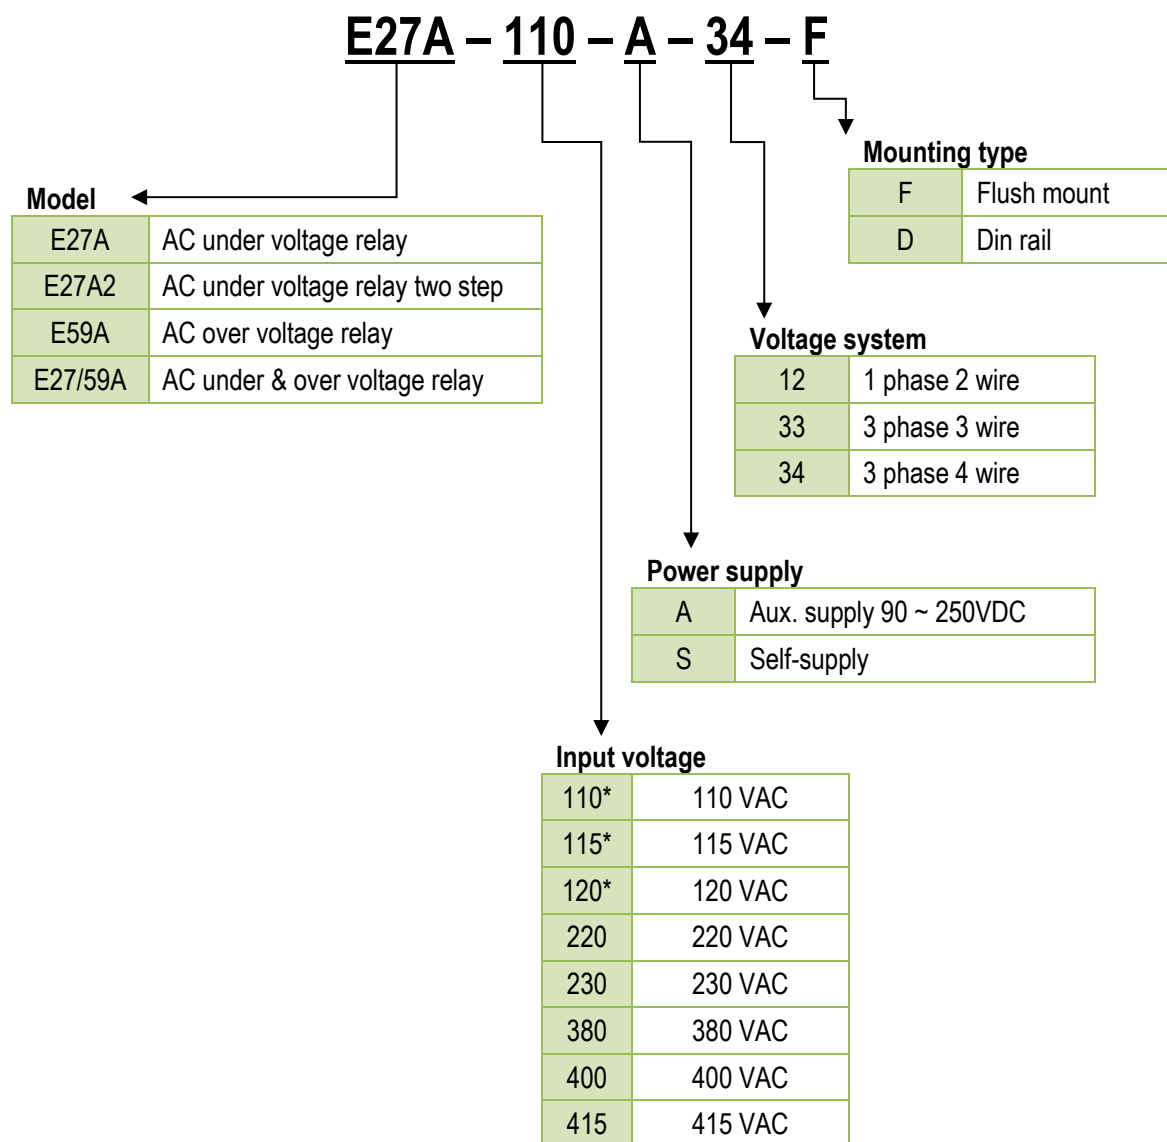 E27A – 110 – A – 34 – F
Mounting type
F Flush mount
D Din rail
Model
E27A AC under voltage relay
E27A2 AC under voltage relay two step
E59A AC over voltage relay
E27/59A AC under & over voltage relay
Voltage system
12 1 phase 2 wire
33 3 phase 3 wire
34 3 phase 4 wire
Power supply
A Aux. supply 90 ~ 250VDC
S Self-supply
Input voltage
110* 110 VAC
115* 115 VAC
120* 120 VAC
220 220 VAC
230 230 VAC
380 380 VAC
400 400 VAC
415 415 VAC